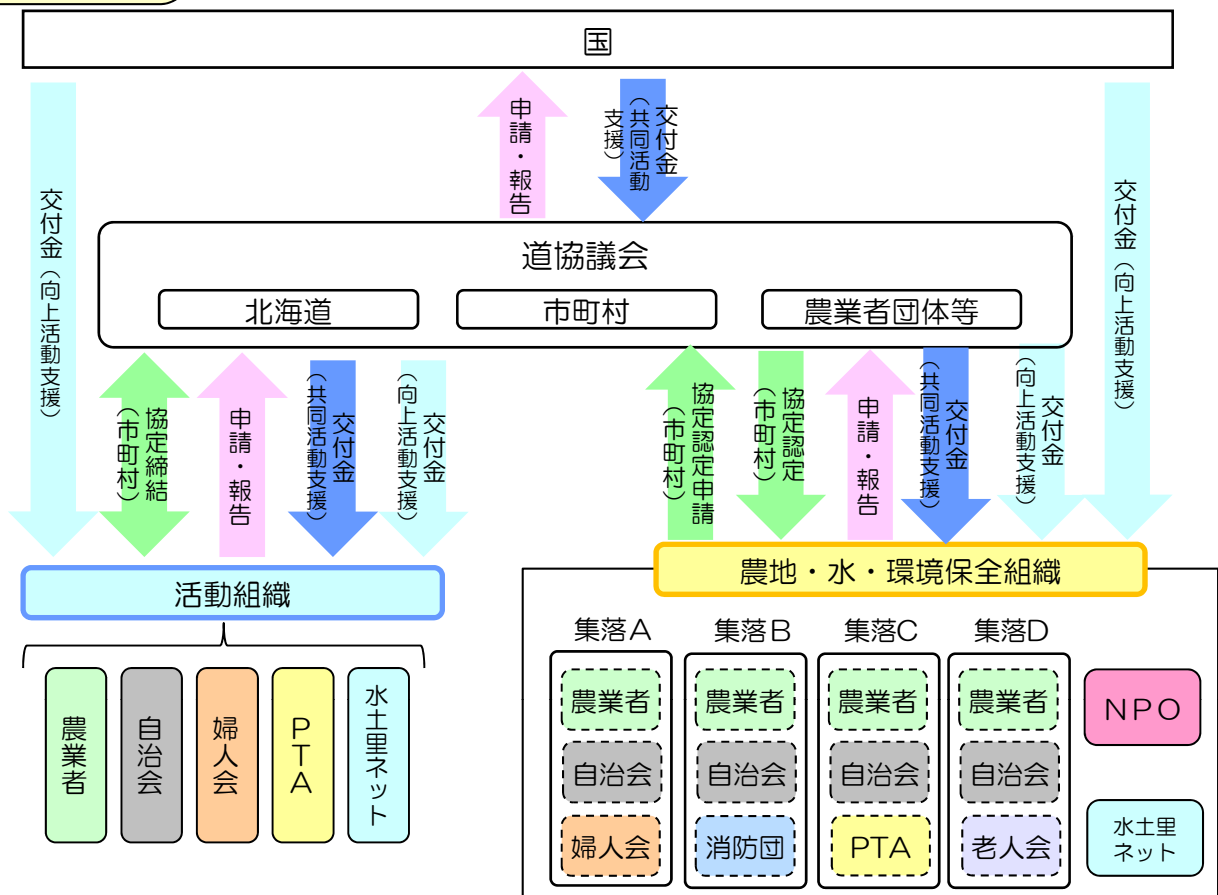 国
申請・報告
交付金
（共同活動
支援）
交付金（向上活動支援）
交付金（向上活動支援）
道協議会
北海道
市町村
農業者団体等
協定締結
（市町村）
申請・報告
交付金
（共同活動支援）
交付金
（向上活動支援）
協定認定申請
（市町村）
協定認定
（市町村）
申請・報告
交付金
（共同活動支援）
交付金
（向上活動支援）
活動組織
農業者
自治会
婦人会
PTA
水土里ネット
農地・水・環境保全組織
集落A
集落B
集落C
集落D
農業者
自治会
婦人会
農業者
自治会
消防団
農業者
自治会
PTA
農業者
自治会
老人会
NPO
水土里
ネット